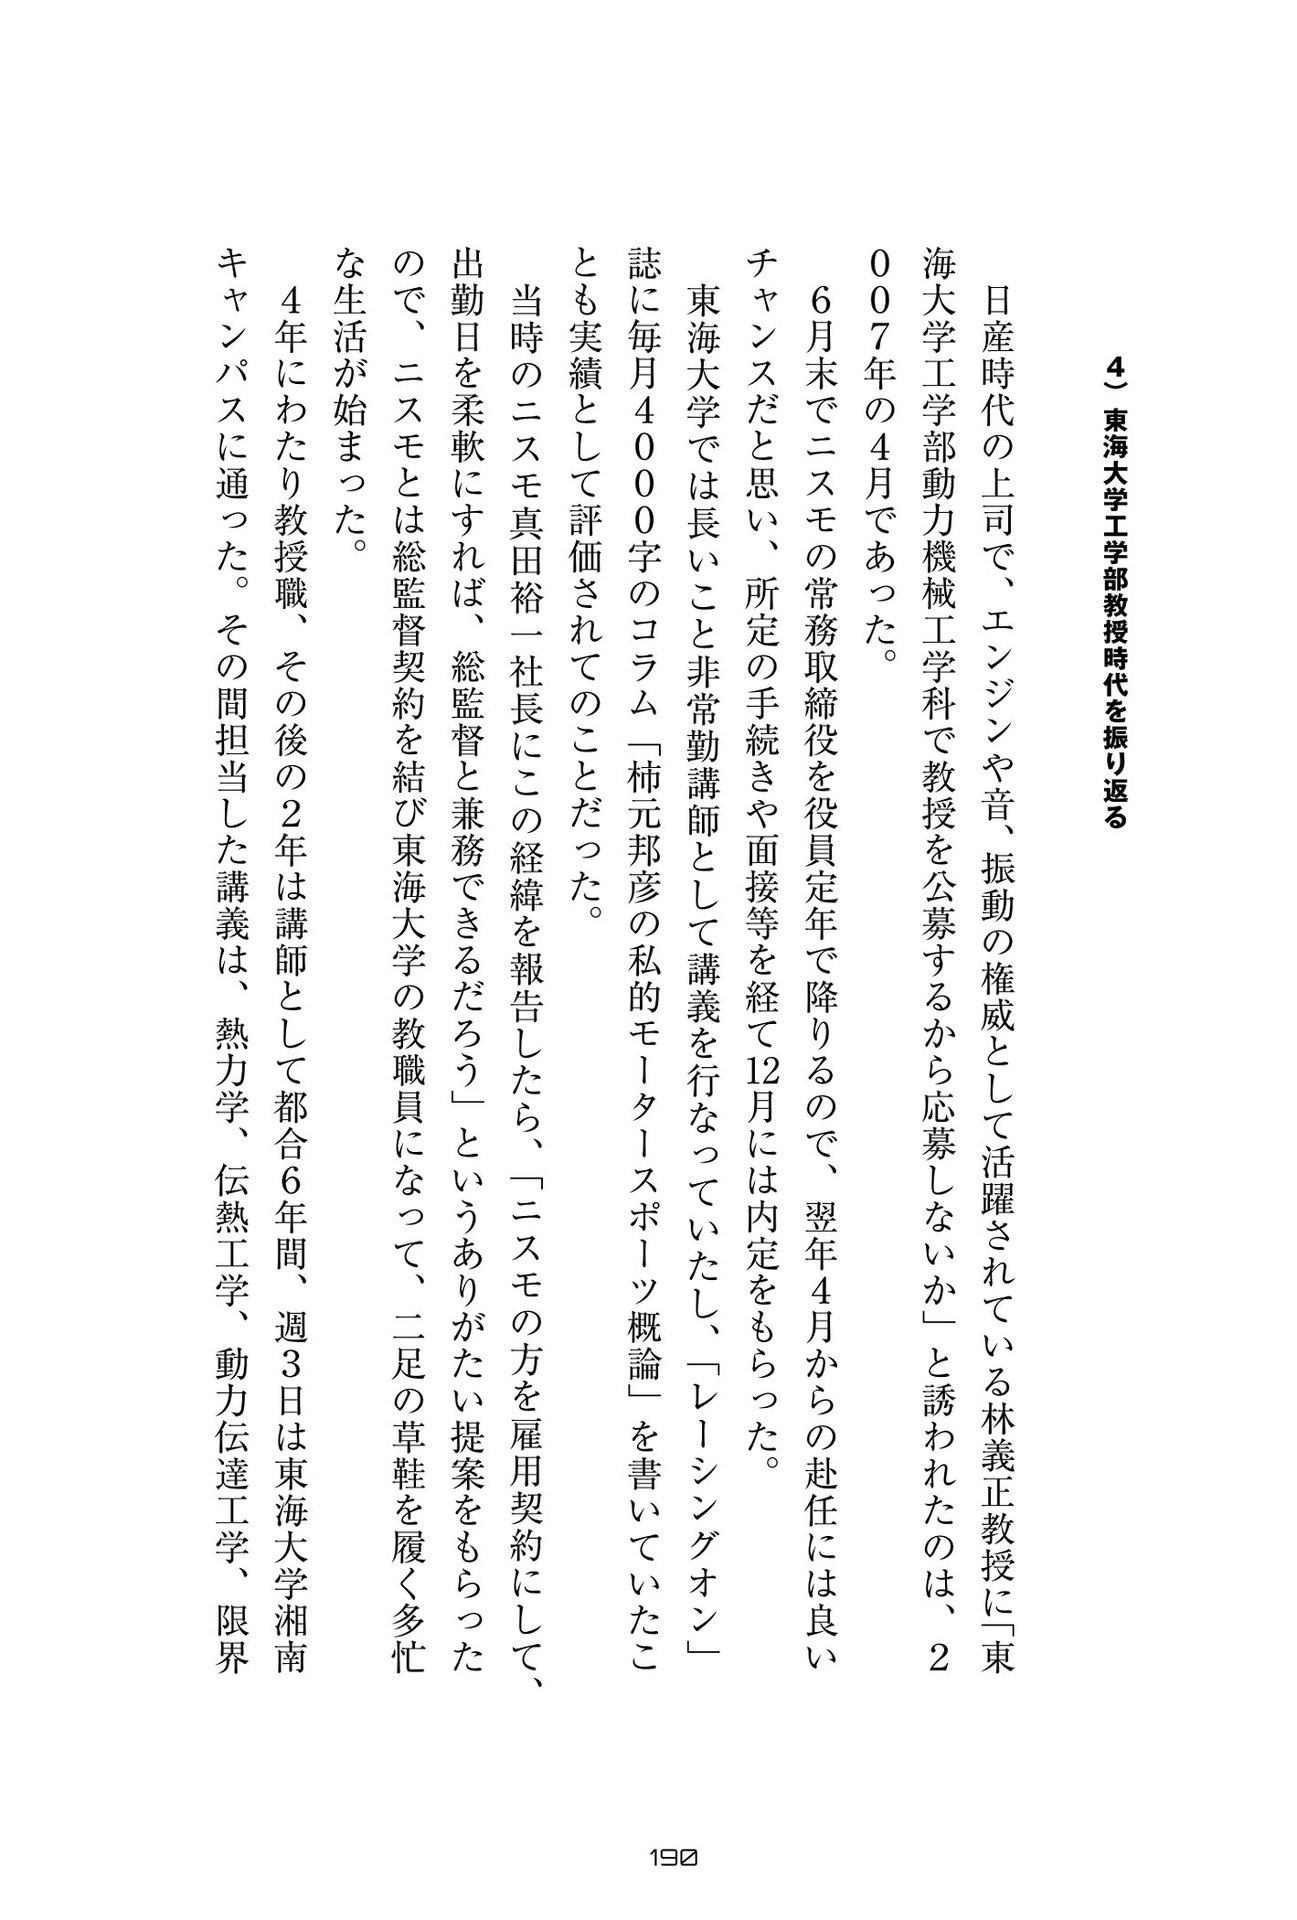 4）東海大学工学部教授時代を振り返る
日産時代の上司で、エンジンや音、振動の権威として活躍されている林義正教授に「東
海大学工学部動力機械工学科で教授を公募するから応募しないか」と誘われたのは、２
００７年の４月であった。
６月末でニスモの常務取締役を役員定年で降りるので、翌年４月からの赴任には良い
チャンスだと思い、所定の手続きや面接等を経て12月には内定をもらった。
東海大学では長いこと非常勤講師として講義を行なっていたし、「レーシングオン」
誌に毎月４０００字のコラム「柿元邦彦の私的モータースポーツ概論」を書いていたこ
とも実績として評価されてのことだった。
当時のニスモ真田裕一社長にこの経緯を報告したら、「ニスモの方を雇用契約にして、
出勤日を柔軟にすれば、総監督と兼務できるだろう」というありがたい提案をもらった
ので、ニスモとは総監督契約を結び東海大学の教職員になって、二足の草鞋を履く多忙
な生活が始まった。
４年にわたり教授職、その後の２年は講師として都合６年間、週３日は東海大学湘南
キャンパスに通った。その間担当した講義は、熱力学、伝熱工学、動力伝達工学、限界
190